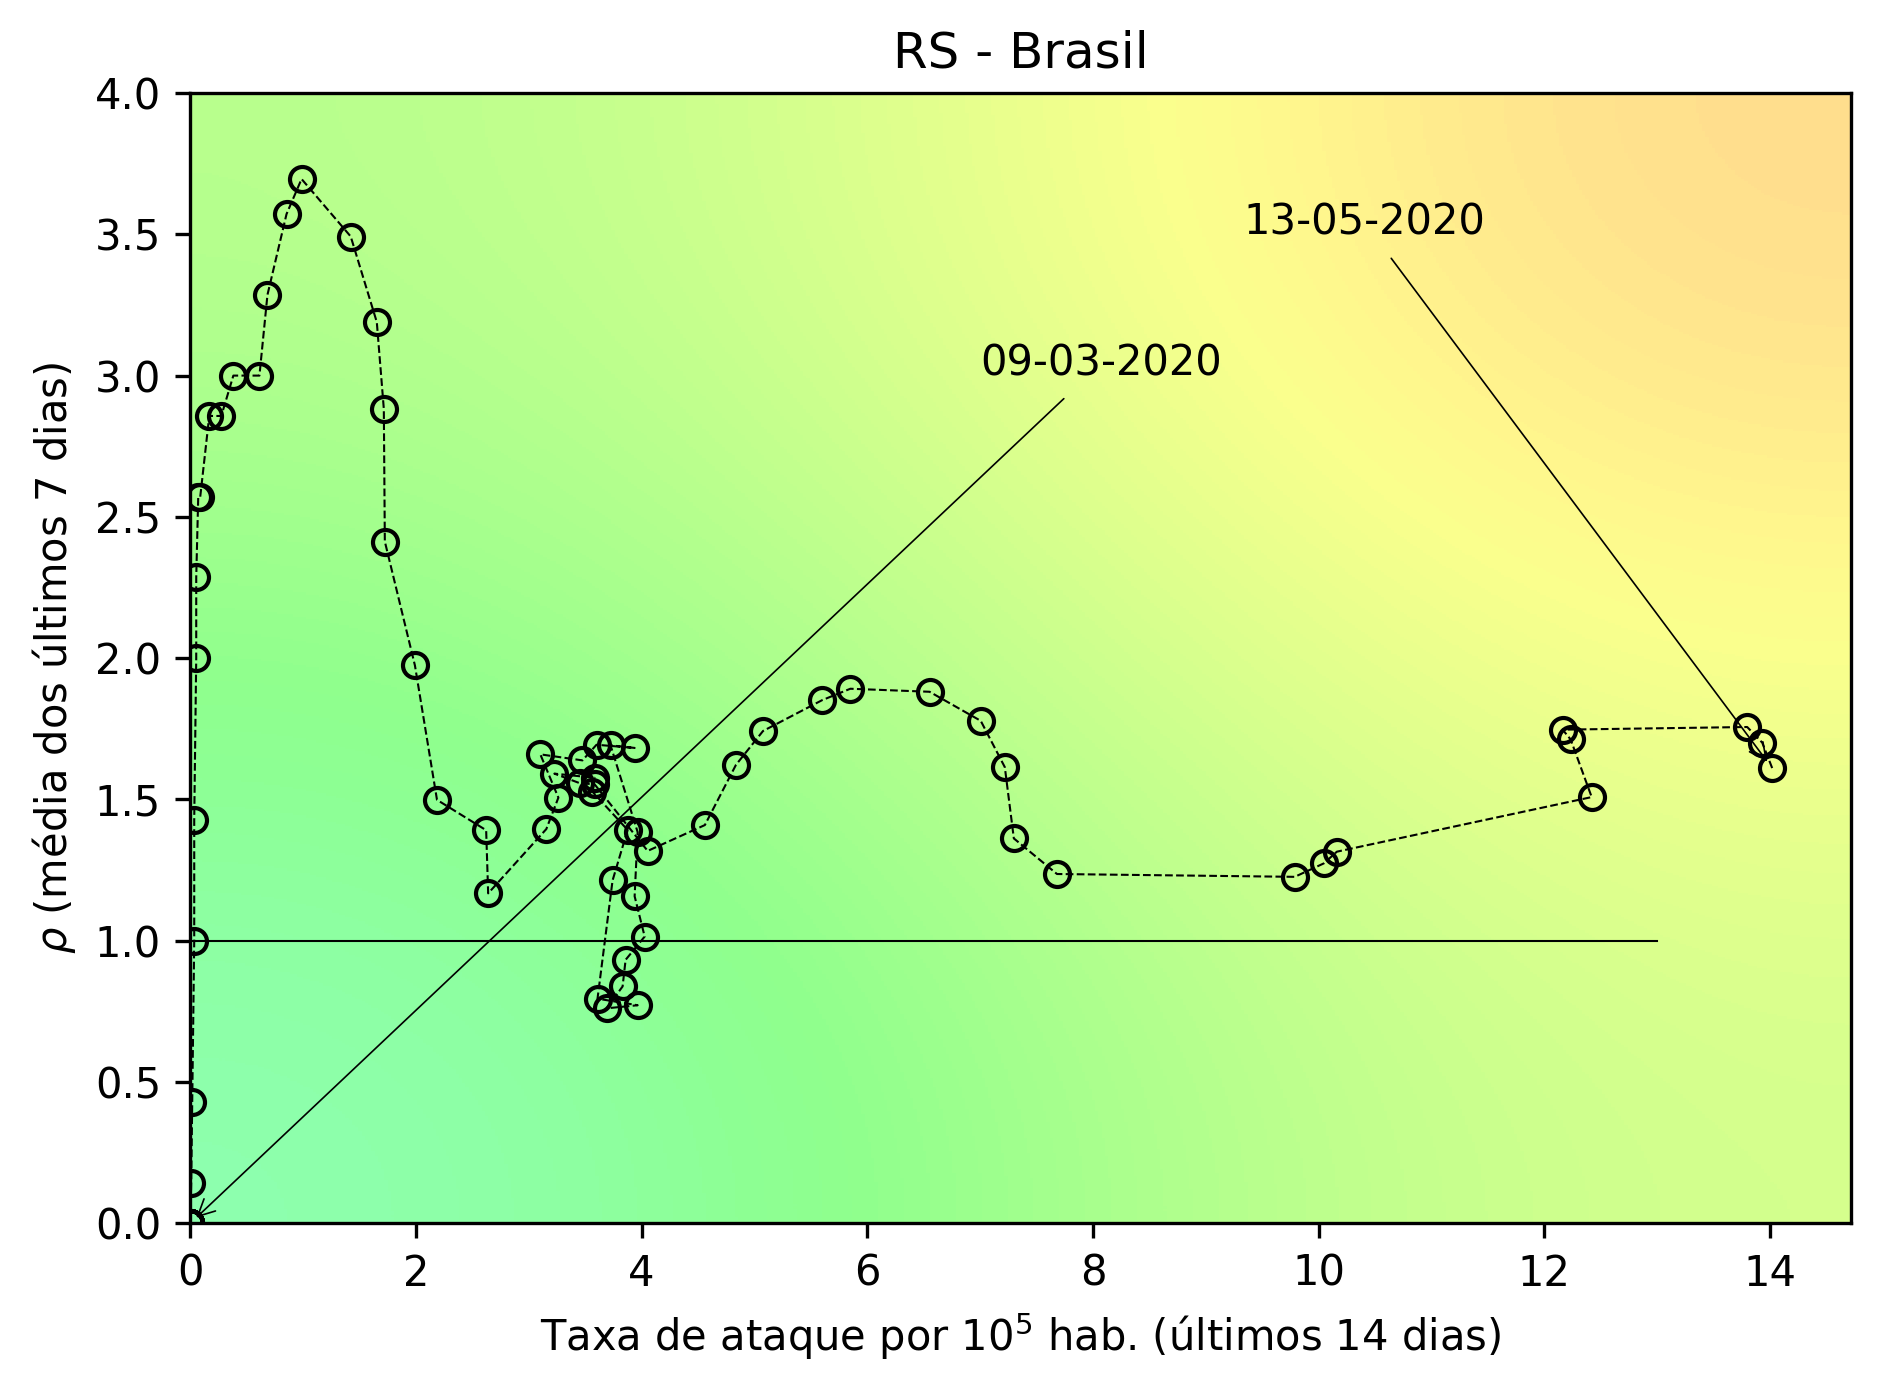 RS - Brasil
4.0
3.5
3.0
2.5
2.0
1.5
1.0
0.5
0.0
ρ (média dos últimos 7 dias)
13-05-2020
09-03-2020
0 2 4 6 8 10 12 14
Taxa de ataque por 10⁵ hab. (últimos 14 dias)